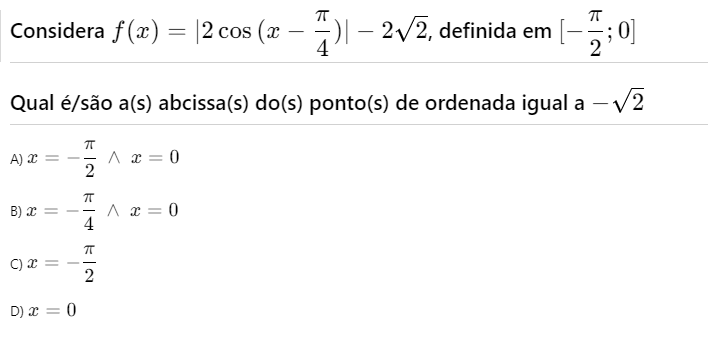 Considera $f(x) = |2\cos(x - \frac{\pi}{4})| - 2\sqrt{2}$, definida em $[-\frac{\pi}{2}; 0]$
Qual é/são a(s) abcissa(s) do(s) ponto(s) de ordenada igual a $-\sqrt{2}$
A) $x = -\frac{\pi}{2} \wedge x = 0$
B) $x = -\frac{\pi}{4} \wedge x = 0$
C) $x = -\frac{\pi}{2}$
D) $x = 0$